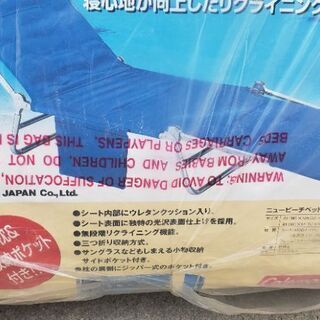 寝心地が向上したリクライニング
BEDS, CARRIAGES OR PLAYPENS. THIS BAG IS
AWAY FROM BABIES AND CHILDREN. DO NOT
TO AVOID DANGER OF SUFFOCATION,
JAPAN Co., Ltd.
ポケット
付き
●シート内部にウレタンクッション入り。
●シート表面に独特の光沢表面仕上げを採用。
●無段階リクライニング機能。
●三つ折り収納方式。
●サングラスなどもしまえる小物収納
サイドポケット付き。
●枕の裏側にジッパー式のポケット付き。
ニュービーチベッド